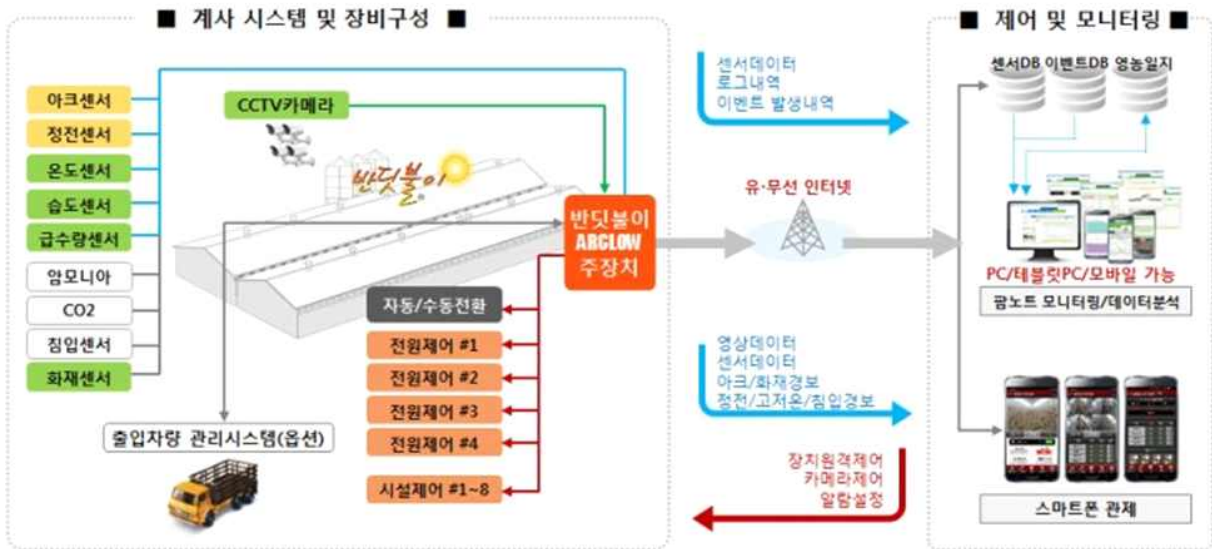 ■ 계사 시스템 및 장비구성 ■
아크센서
정전센서
온도센서
습도센서
급수량센서
암모니아
CO2
침입센서
화재센서
CCTV카메라
반딧불이
반딧불이
ARGLOW
주장치
자동/수동전환
전원제어 #1
전원제어 #2
전원제어 #3
전원제어 #4
시설제어 #1~8
출입차량 관리시스템(옵션)
센서데이터
로그내역
이벤트 발생내역
유·무선 인터넷
영상데이터
센서데이터
아크/화재경보
정전/고저온/침입경보
장치원격제어
카메라제어
알람설정
■ 제어 및 모니터링 ■
센서DB 이벤트DB 영농일지
PC/테블릿PC/모바일 가능
팜노트 모니터링/데이터분석
스마트폰 관제